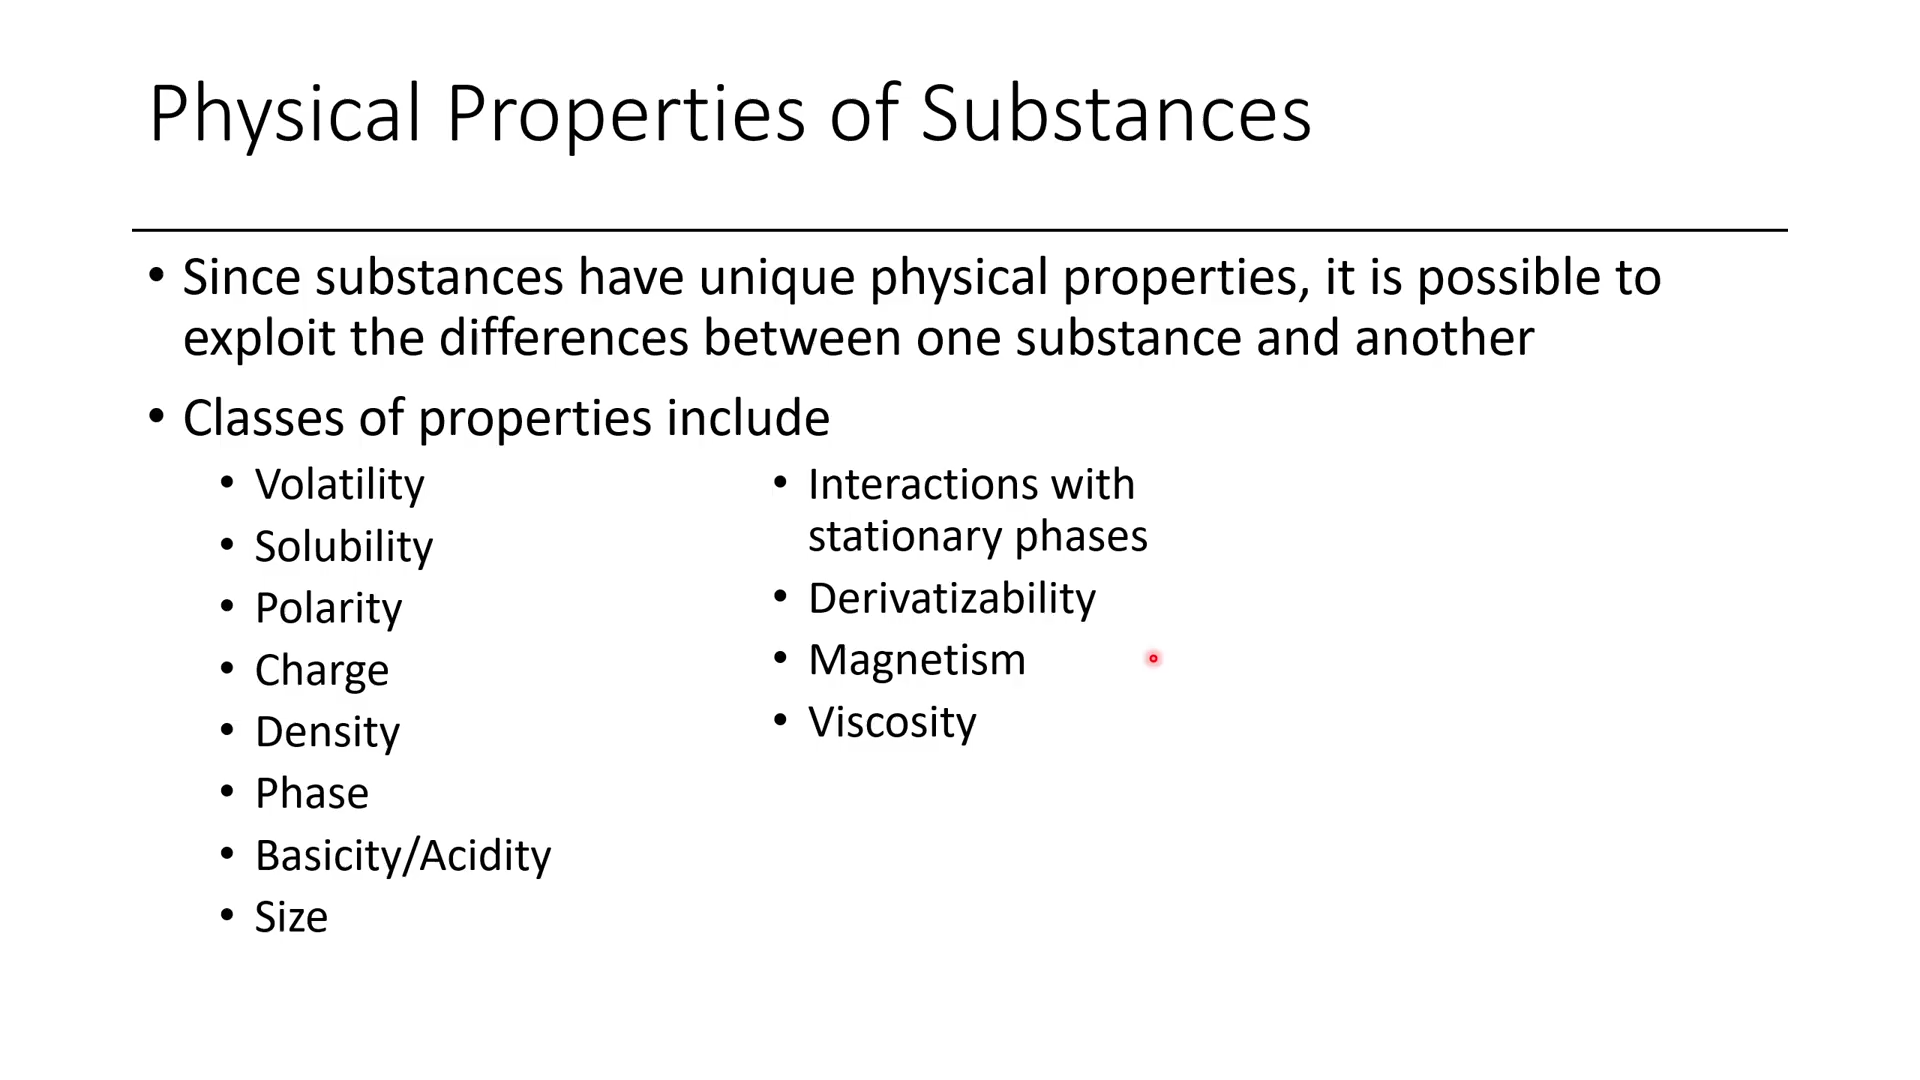 Physical Properties of Substances
• Since substances have unique physical properties, it is possible to
exploit the differences between one substance and another
• Classes of properties include
• Volatility
• Solubility
• Polarity
• Charge
• Density
• Phase
• Basicity/Acidity
• Size
• Interactions with
stationary phases
• Derivatizability
• Magnetism
• Viscosity